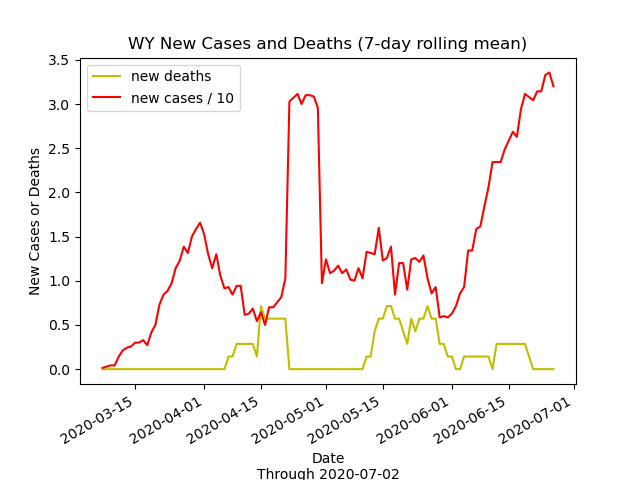 WY New Cases and Deaths (7-day rolling mean)
new deaths
new cases / 10
3.5
3.0
2.5
2.0
1.5
1.0
0.5
0.0
New Cases or Deaths
2020-03-15
2020-04-01
2020-04-15
2020-05-01
2020-05-15
2020-06-01
2020-06-15
2020-07-01
Date
Through 2020-07-02